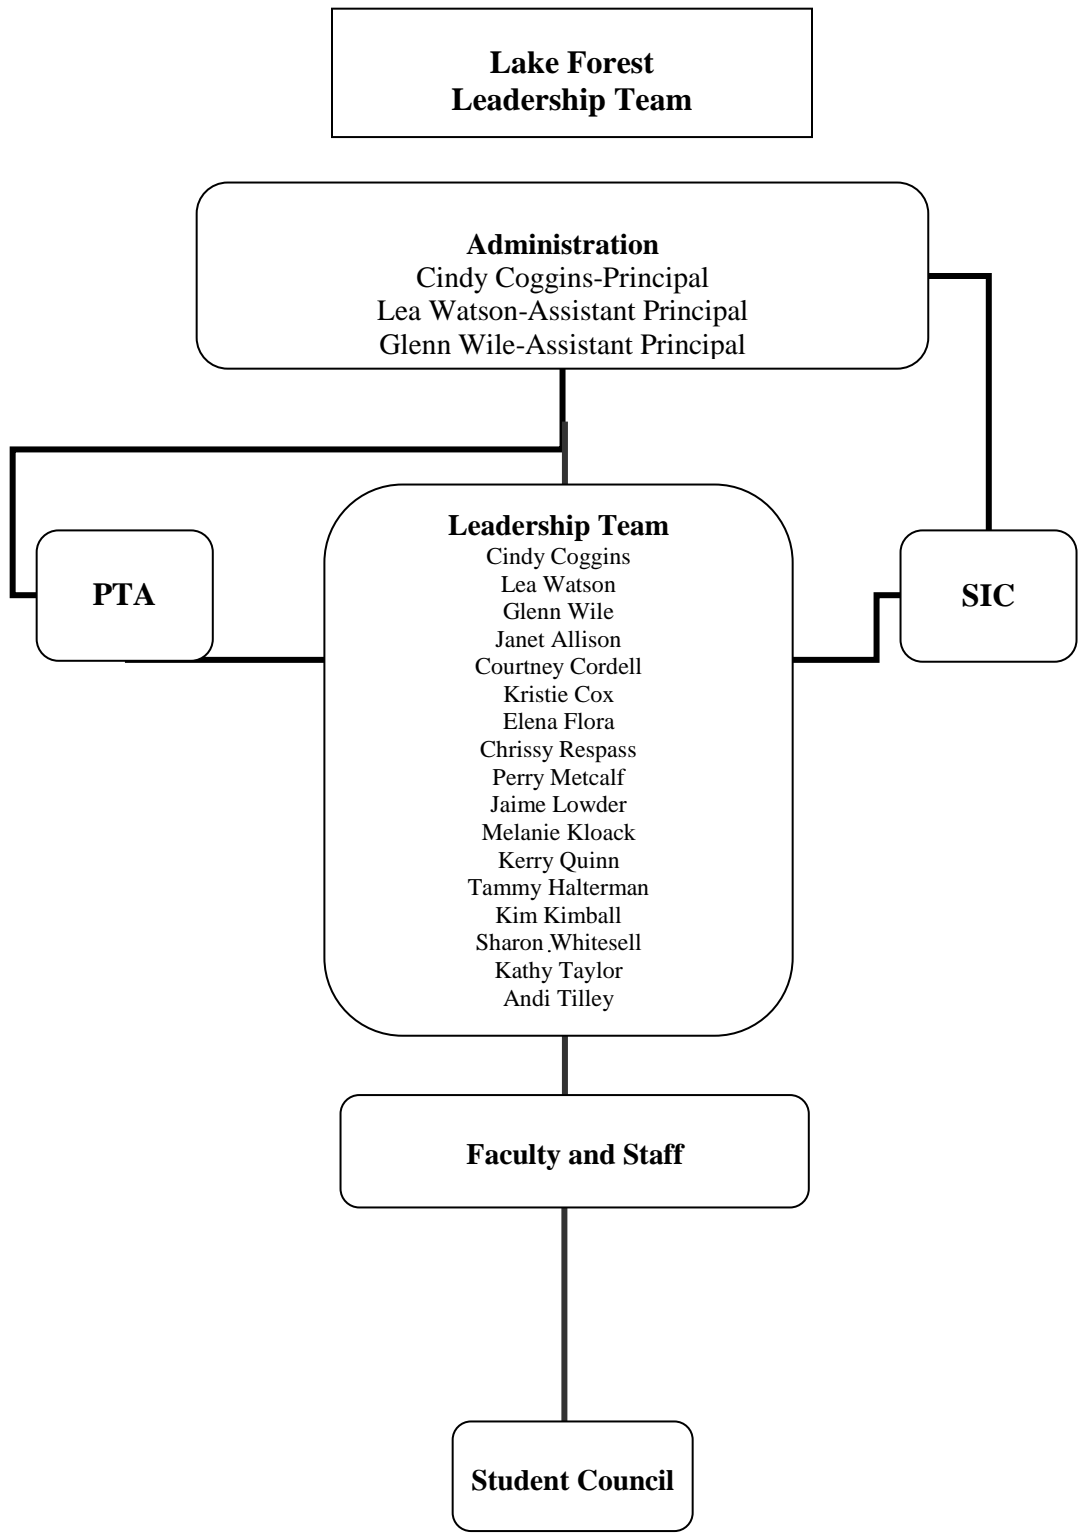 Lake Forest
Leadership Team
Administration
Cindy Coggins-Principal
Lea Watson-Assistant Principal
Glenn Wile-Assistant Principal
PTA
Leadership Team
Cindy Coggins
Lea Watson
Glenn Wile
Janet Allison
Courtney Cordell
Kristie Cox
Elena Flora
Chrissy Respass
Perry Metcalf
Jaime Lowder
Melanie Kloack
Kerry Quinn
Tammy Halterman
Kim Kimball
Sharon Whitesell
Kathy Taylor
Andi Tilley
SIC
Faculty and Staff
Student Council